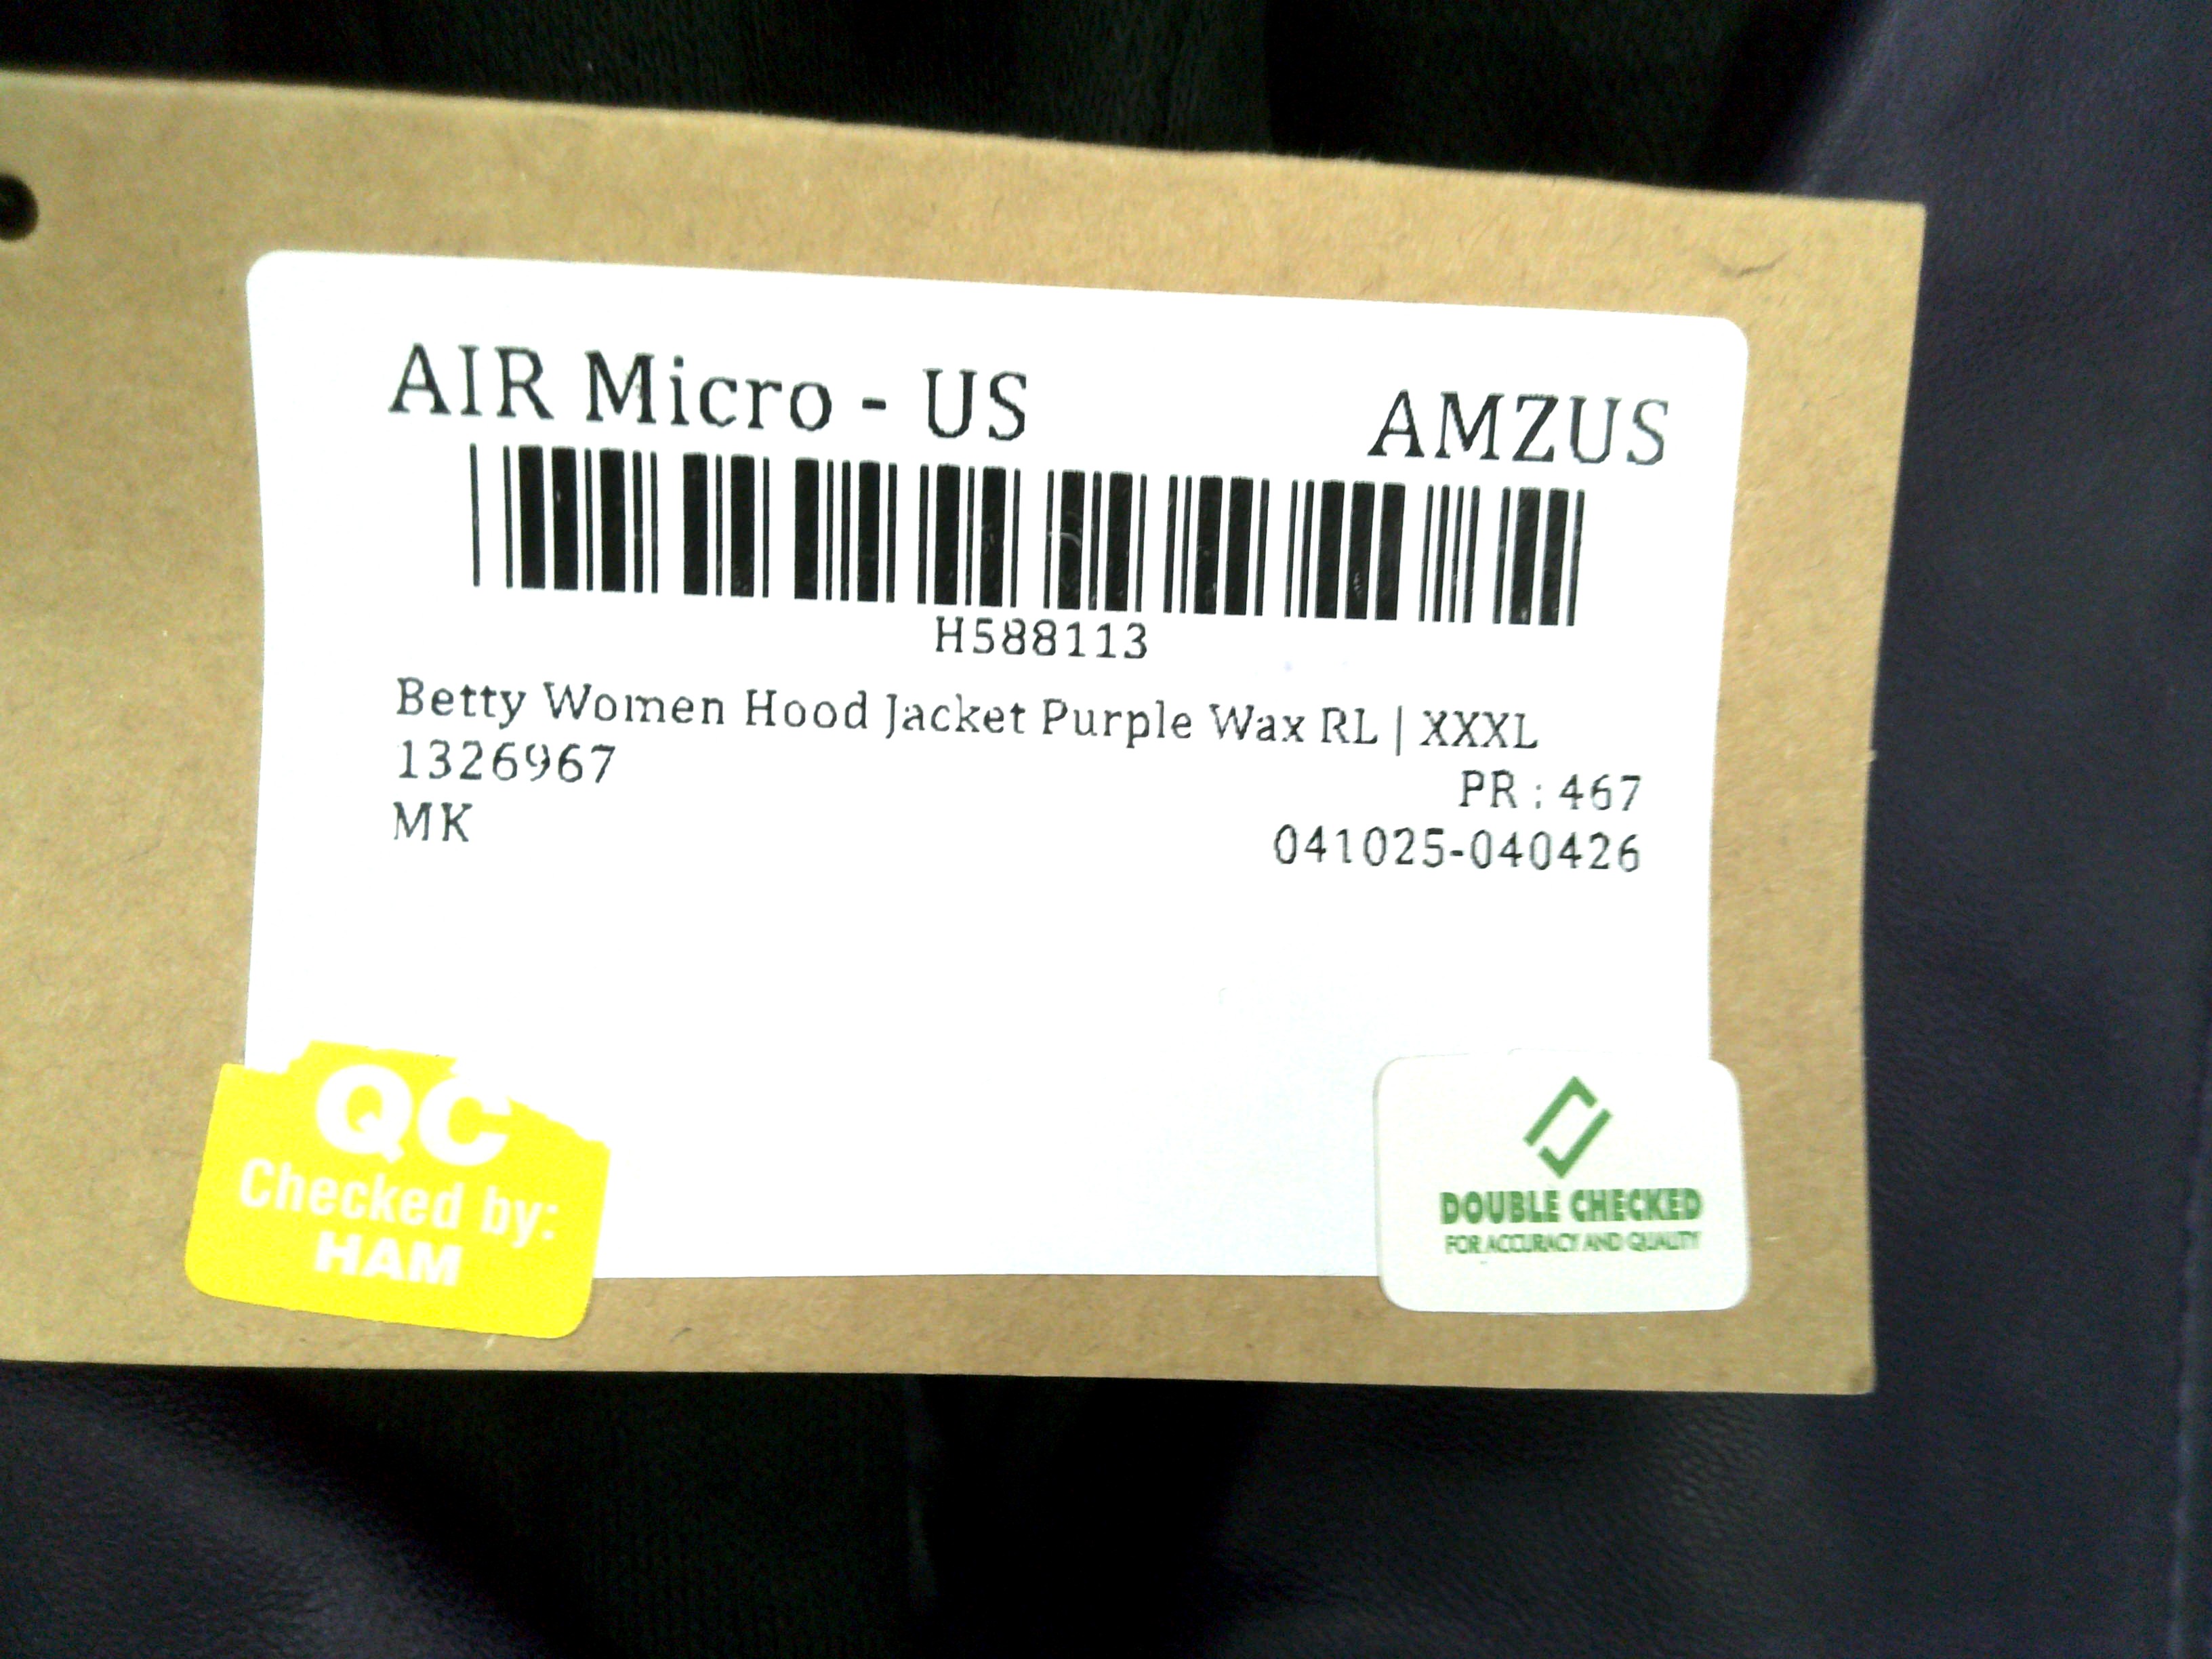 AIR Micro - US AMZUS
H588113
Betty Women Hood Jacket Purple Wax RL | XXXL
1326967 PR : 467
MK 041025-040426
QC
Checked by:
HAM
DOUBLE CHECKED
FOR ACCURACY AND QUALITY